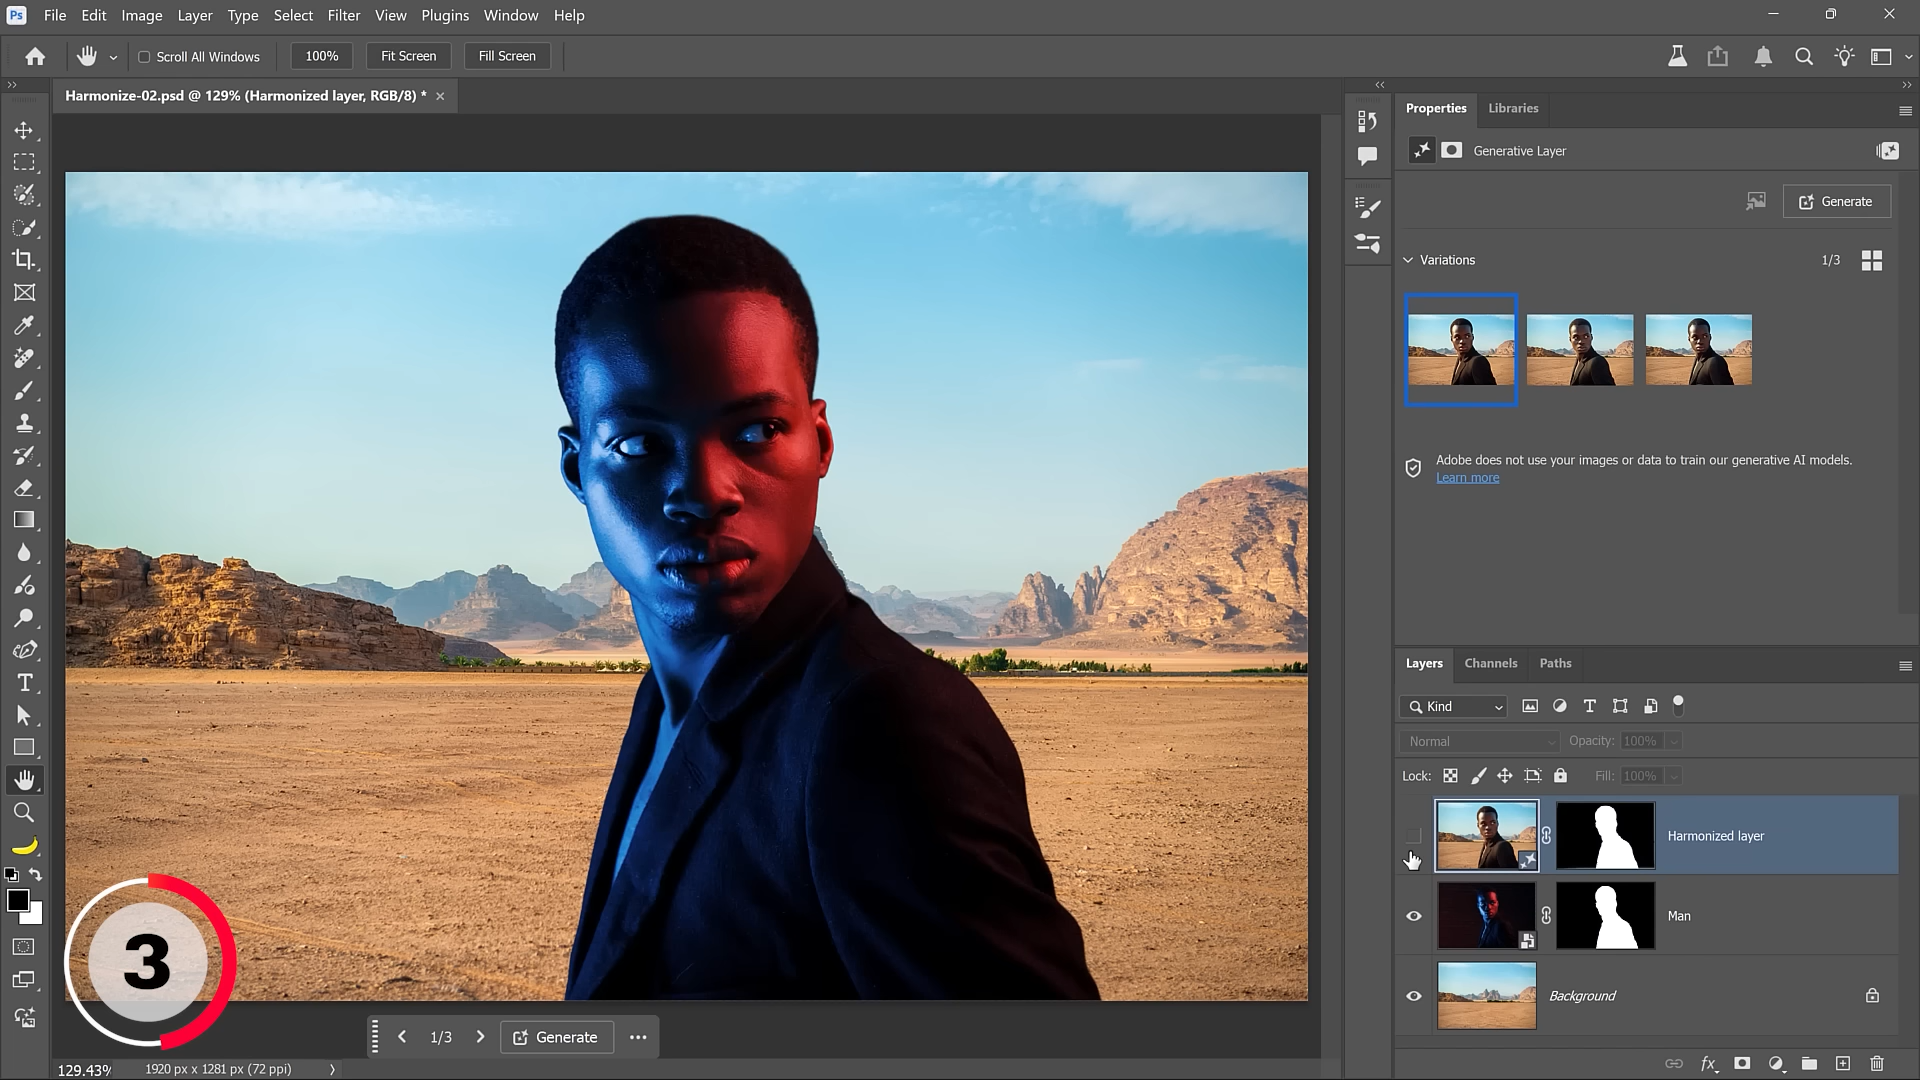 Ps File Edit Image Layer Type Select Filter View Plugins Window Help
Scroll All Windows 100% Fit Screen Fill Screen
Harmonize-02.psd @ 129% (Harmonized layer, RGB/8) *
Properties Libraries
Generative Layer
Generate
Variations 1/3
Adobe does not use your images or data to train our generative AI models.
Learn more
Layers Channels Paths
Kind
Normal Opacity: 100%
Lock: Fill: 100%
Harmonized layer
Man
Background
3
1/3 Generate
129.43% 1920 px x 1281 px (72 ppi)
fx